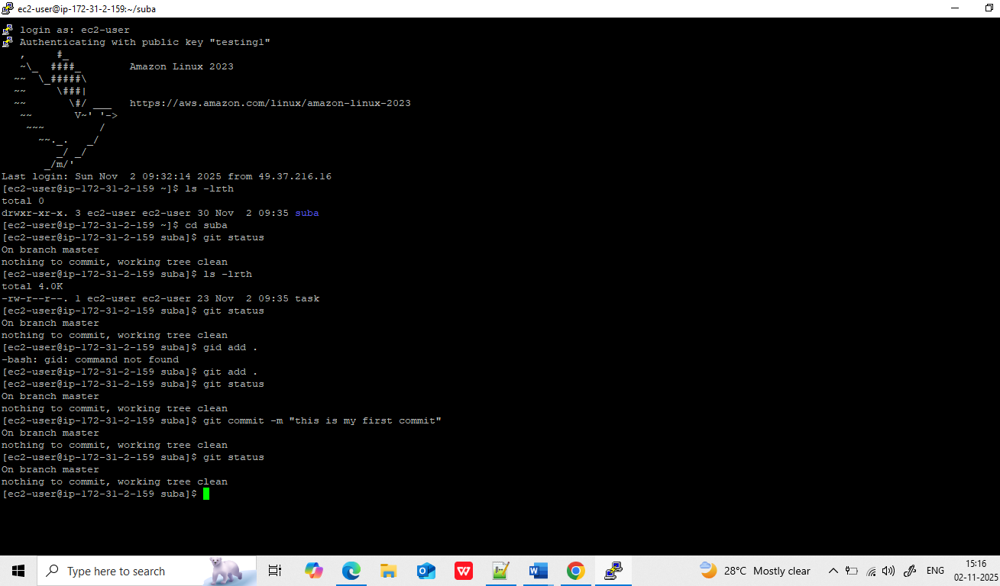 ec2-user@ip-172-31-2-159:~/suba
login as: ec2-user
Authenticating with public key "testing1"
   ,     #_
   ~\_  ####_        Amazon Linux 2023
  ~~  \_#####\
  ~~     \###|
  ~~       \#/ ___   https://aws.amazon.com/linux/amazon-linux-2023
   ~~       V~' '->
    ~~~         /
      ~~._.   _/
         _/ _/
       _/m/'
Last login: Sun Nov  2 09:32:14 2025 from 49.37.216.16
[ec2-user@ip-172-31-2-159 ~]$ ls -lrth
total 0
drwxr-xr-x. 3 ec2-user ec2-user 30 Nov  2 09:35 suba
[ec2-user@ip-172-31-2-159 ~]$ cd suba
[ec2-user@ip-172-31-2-159 suba]$ git status
On branch master
nothing to commit, working tree clean
[ec2-user@ip-172-31-2-159 suba]$ ls -lrth
total 4.0K
-rw-r--r--. 1 ec2-user ec2-user 23 Nov  2 09:35 task
[ec2-user@ip-172-31-2-159 suba]$ git status
On branch master
nothing to commit, working tree clean
[ec2-user@ip-172-31-2-159 suba]$ gid add .
-bash: gid: command not found
[ec2-user@ip-172-31-2-159 suba]$ git add .
[ec2-user@ip-172-31-2-159 suba]$ git status
On branch master
nothing to commit, working tree clean
[ec2-user@ip-172-31-2-159 suba]$ git commit -m "this is my first commit"
On branch master
nothing to commit, working tree clean
[ec2-user@ip-172-31-2-159 suba]$ git status
On branch master
nothing to commit, working tree clean
[ec2-user@ip-172-31-2-159 suba]$
Type here to search
28°C Mostly clear
ENG
15:16
02-11-2025